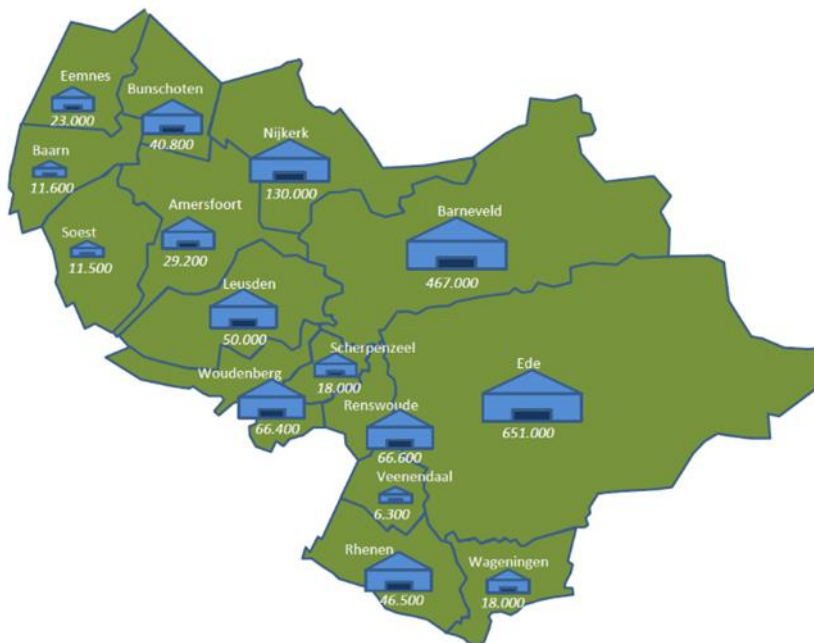 Eemnes
23.000
Bunschoten
40.800
Nijkerk
130.000
Baarn
11.600
Amersfoort
29.200
Barneveld
467.000
Soest
11.500
Leusden
50.000
Scherpenzeel
18.000
Woudenberg
66.400
Ede
651.000
Renswoude
66.600
Veenendaal
6.300
Rhenen
46.500
Wageningen
18.000